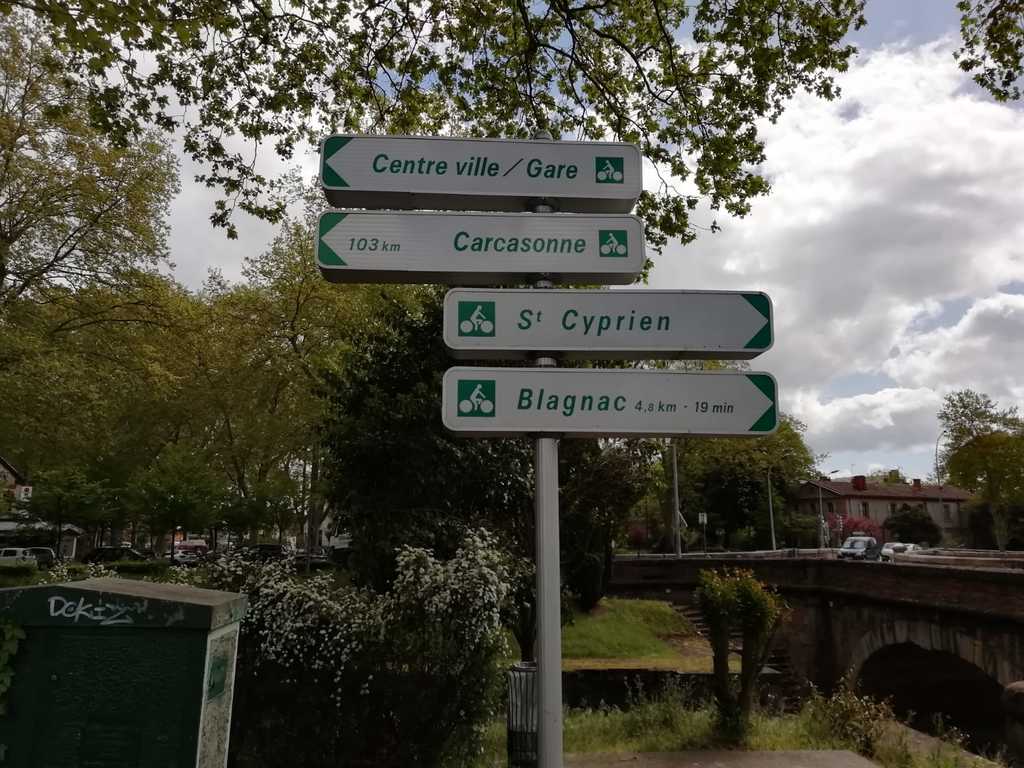 Centre ville / Gare
103 km Carcasonne
St Cyprien
Blagnac 4,8 km - 19 min